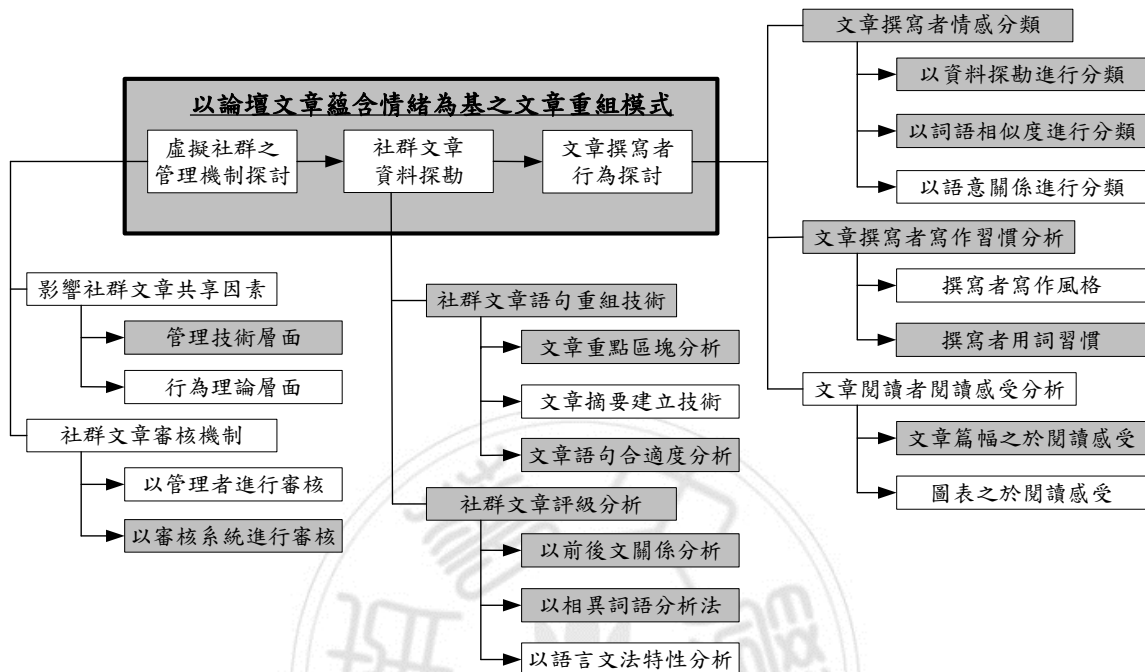 以論壇文章蘊含情緒為基之文章重組模式
虛擬社群之
管理機制探討
社群文章
資料探勘
文章撰寫者
行為探討
影響社群文章共享因素
管理技術層面
行為理論層面
社群文章審核機制
以管理者進行審核
以審核系統進行審核
社群文章語句重組技術
文章重點區塊分析
文章摘要建立技術
文章語句合適度分析
社群文章評級分析
以前後文關係分析
以相異詞語分析法
以語言文法特性分析
文章撰寫者情感分類
以資料探勘進行分類
以詞語相似度進行分類
以語意關係進行分類
文章撰寫者寫作習慣分析
撰寫者寫作風格
撰寫者用詞習慣
文章閱讀者閱讀感受分析
文章篇幅之於閱讀感受
圖表之於閱讀感受